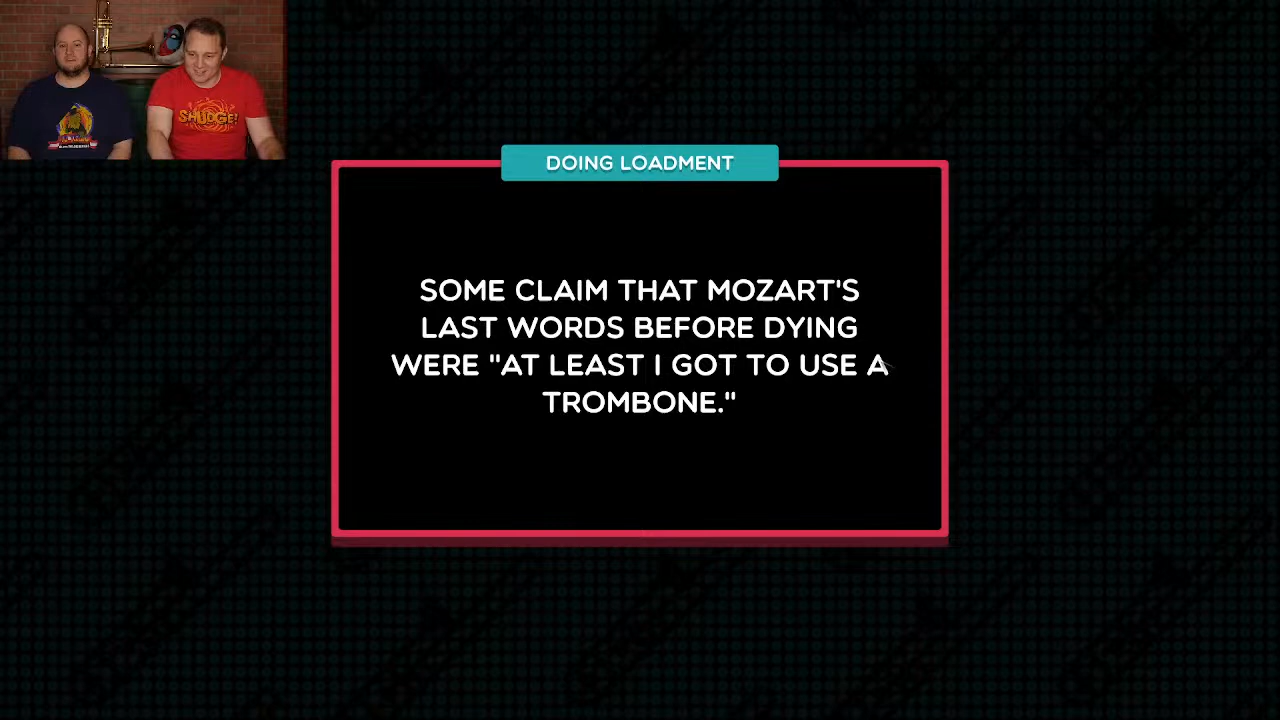 SHUDGE!
DOING LOADMENT
SOME CLAIM THAT MOZART'S
LAST WORDS BEFORE DYING
WERE "AT LEAST I GOT TO USE A
TROMBONE."